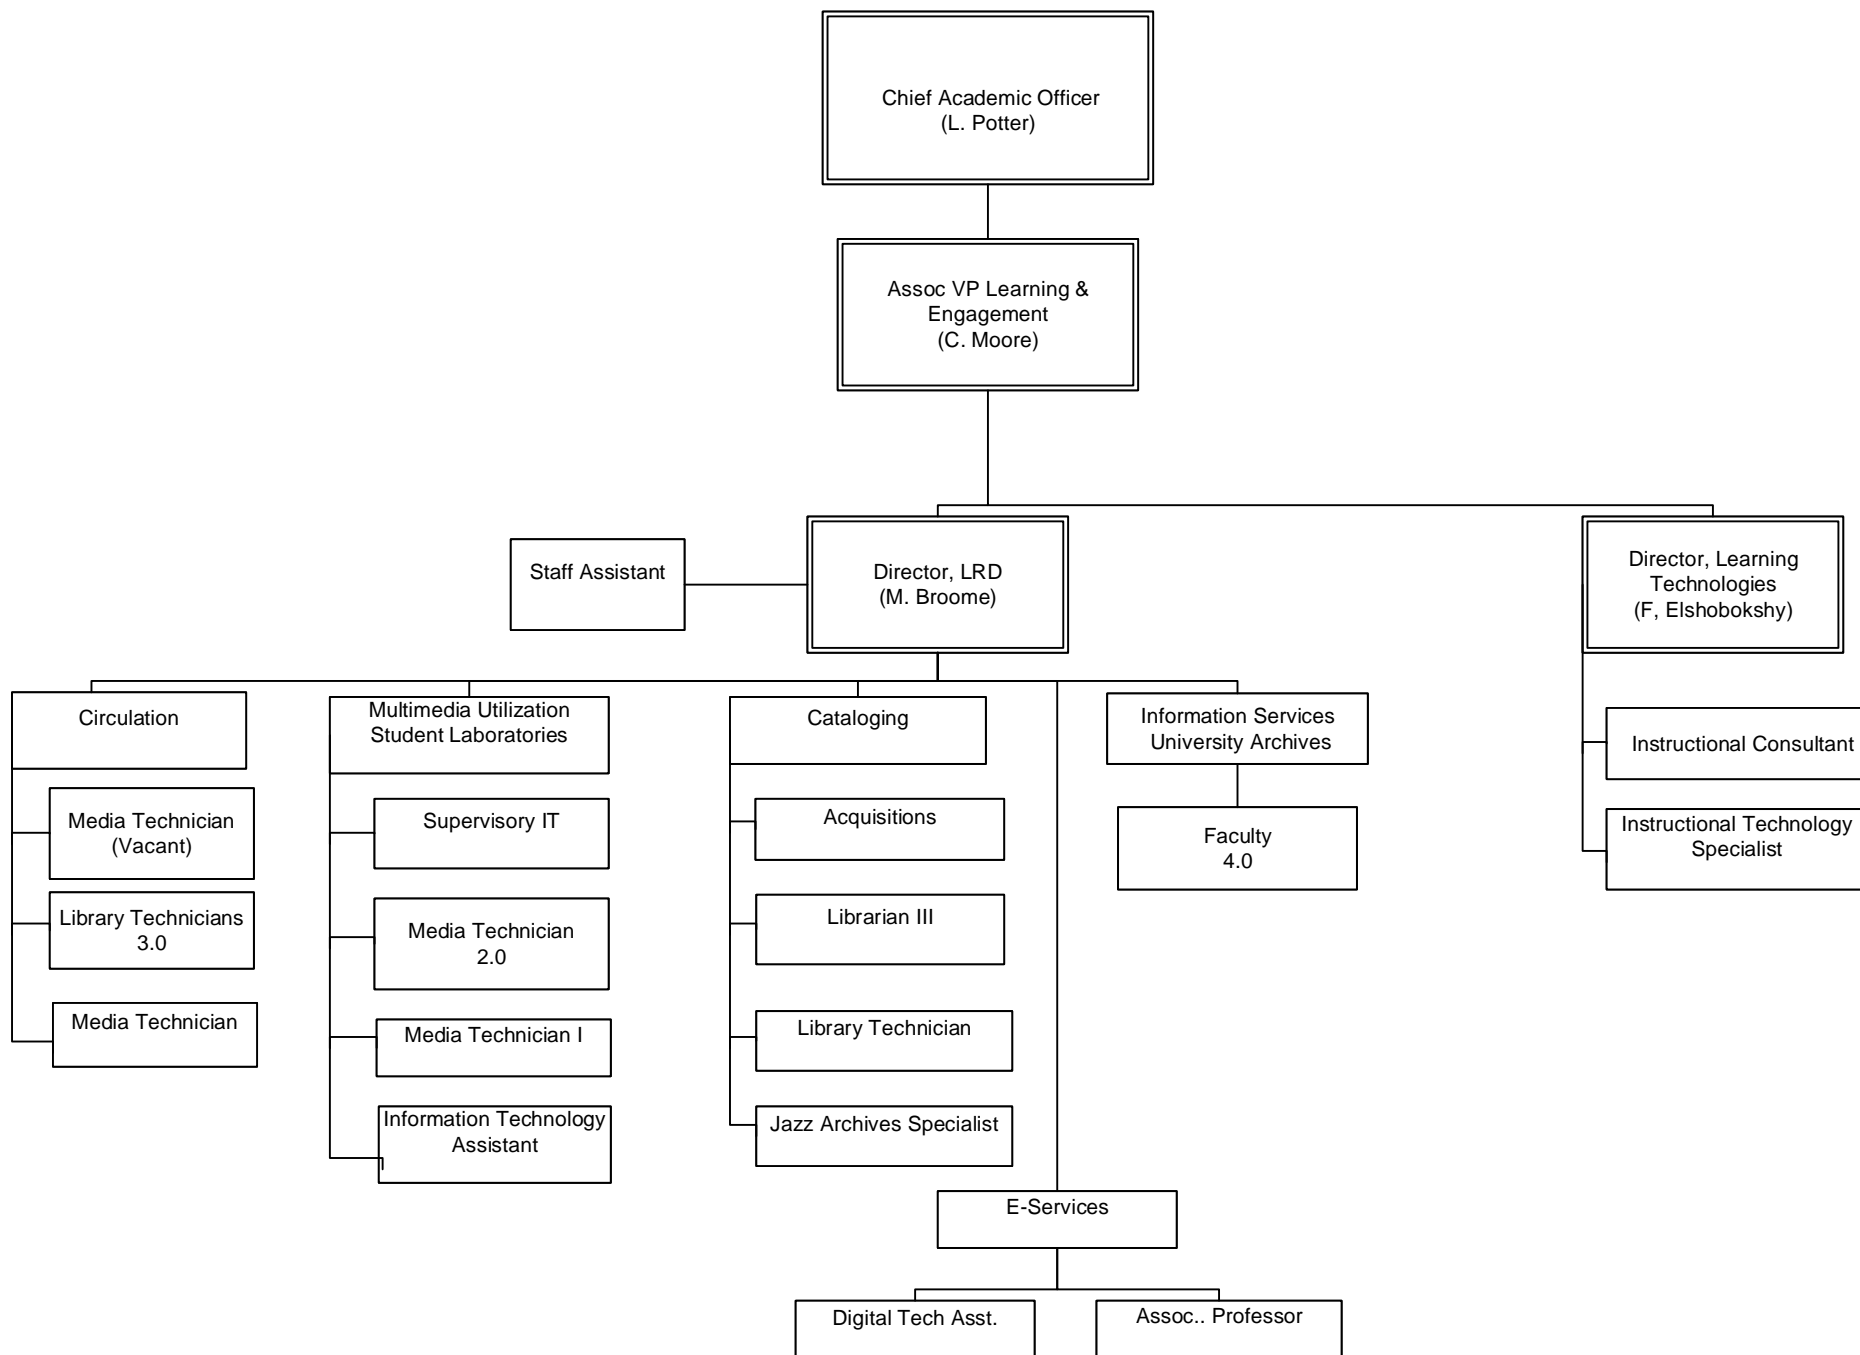 Chief Academic Officer
(L. Potter)
Assoc VP Learning &
Engagement
(C. Moore)
Staff Assistant
Director, LRD
(M. Broome)
Director, Learning
Technologies
(F, Elshobokshy)
Circulation
Media Technician
(Vacant)
Library Technicians
3.0
Media Technician
Multimedia Utilization
Student Laboratories
Supervisory IT
Media Technician
2.0
Media Technician I
Information Technology
Assistant
Cataloging
Acquisitions
Librarian III
Library Technician
Jazz Archives Specialist
Information Services
University Archives
Faculty
4.0
Instructional Consultant
Instructional Technology
Specialist
E-Services
Digital Tech Asst.
Assoc.. Professor